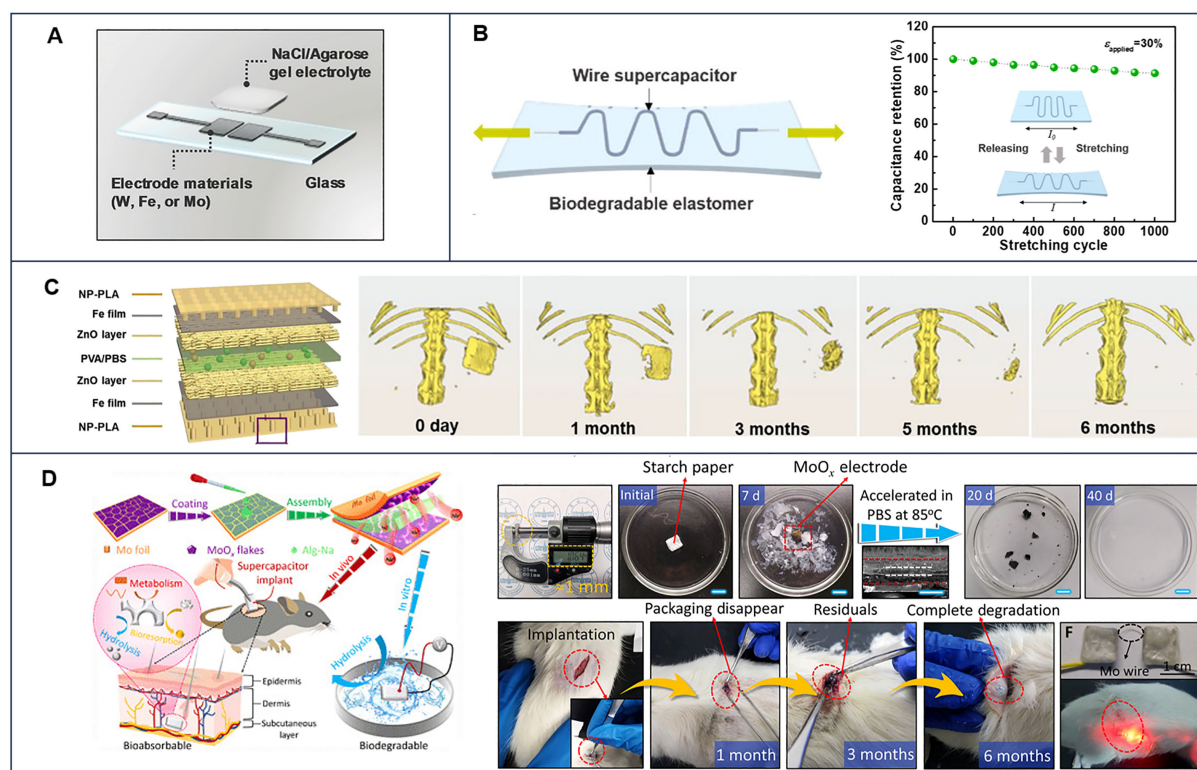 A
NaCl/Agarose
gel electrolyte
Electrode materials
(W, Fe, or Mo)
Glass
B
Wire supercapacitor
Biodegradable elastomer
Capacitance retention (%)
120
100
80
60
40
20
0
εapplied=30%
l0
Releasing
Stretching
l
0 200 400 600 800 1000
Stretching cycle
C
NP-PLA
Fe film
ZnO layer
PVA/PBS
ZnO layer
Fe film
NP-PLA
0 day
1 month
3 months
5 months
6 months
D
Coating
Assembly
Mo foil
Mo foil
MoOx flakes
Alg-Na
In vivo
In vitro
Supercapacitor
implant
Metabolism
Bioresorption
Hydrolysis
Epidermis
Dermis
Subcutaneous
layer
Bioabsorbable
Hydrolysis
V
Biodegradable
Starch paper
MoOx electrode
~1 mm
Initial
7 d
Accelerated in
PBS at 85ºC
20 d
40 d
Packaging disappear
Residuals
Complete degradation
Implantation
1 month
3 months
6 months
F
Mo wire
1 cm